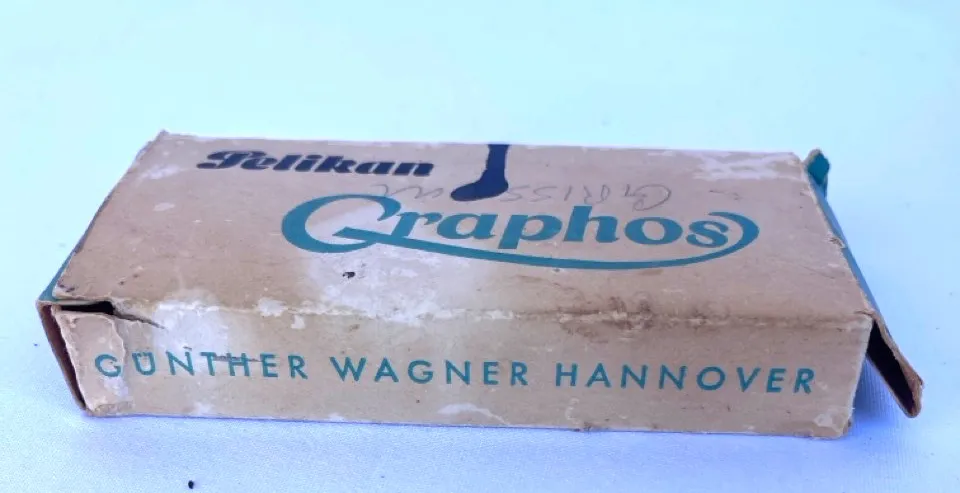 Pelikan
Graphos
GÜNTHER WAGNER HANNOVER